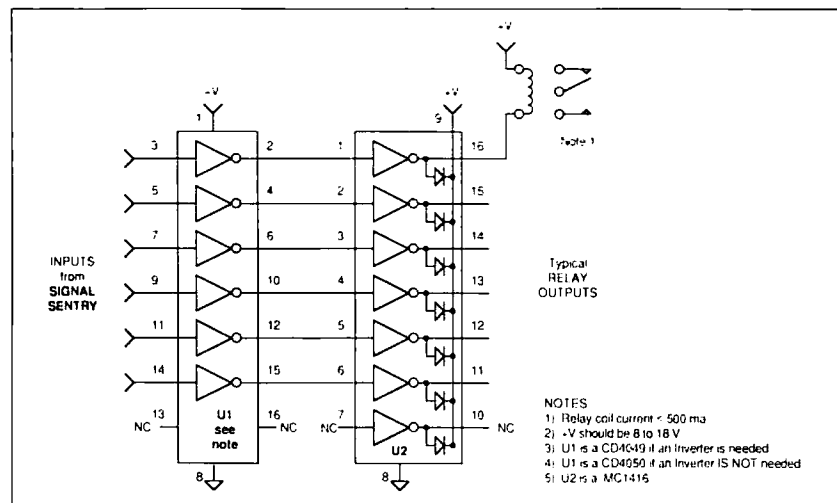 +V
+V
+V
1
9
3
2
1
16
Note 1
5
4
2
15
7
6
3
14
INPUTS
from
SIGNAL
SENTRY
9
10
4
13
Typical
RELAY
OUTPUTS
11
12
5
12
14
15
6
11
13
NC
U1
see
note
16
NC
7
NC
U2
10
NC
8
8
NOTES
1) Relay coil current < 500 ma
2) +V should be 8 to 18 V
3) U1 is a CD4049 if an Inverter is needed
4) U1 is a CD4050 if an Inverter IS NOT needed
5) U2 is a MC1416